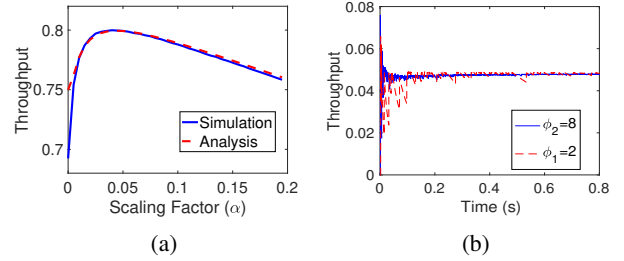 0.8
0.75
0.7
Throughput
Simulation
Analysis
0 0.05 0.1 0.15 0.2
Scaling Factor (α)
(a)
0.08
0.06
0.04
0.02
0
Throughput
ϕ2=8
ϕ1=2
0 0.2 0.4 0.6 0.8
Time (s)
(b)